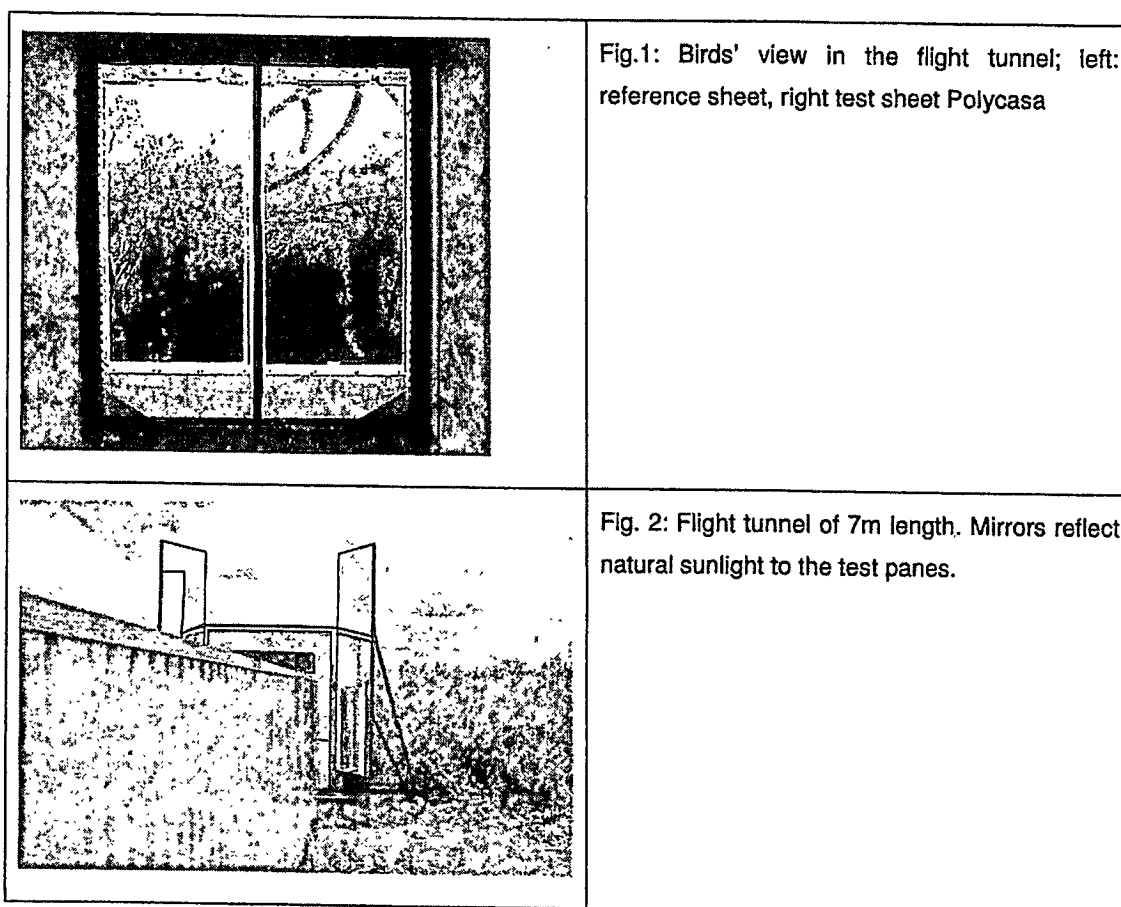 Fig.1: Birds' view in the flight tunnel; left:
reference sheet, right test sheet Polycasa
Fig. 2: Flight tunnel of 7m length. Mirrors reflect
natural sunlight to the test panes.